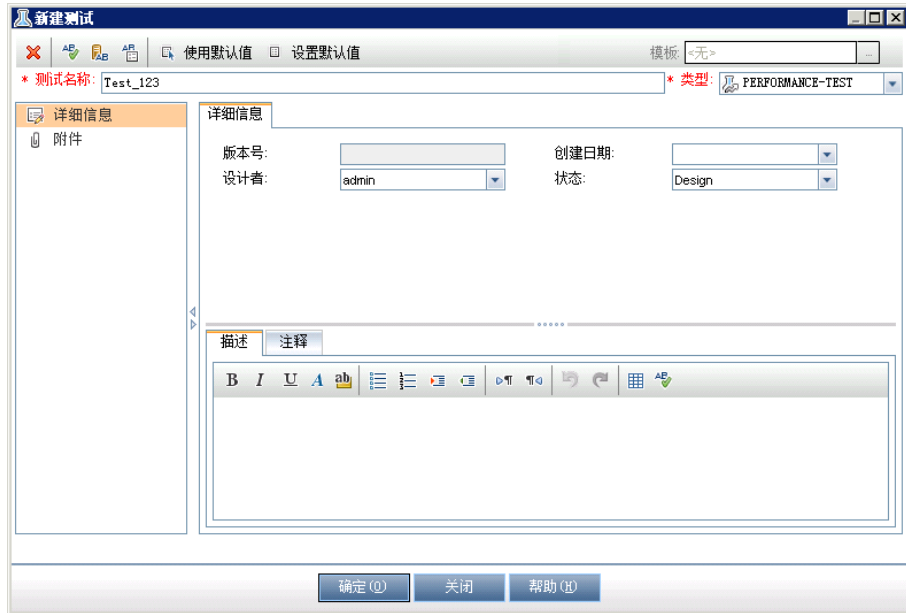 新建测试
使用默认值 设置默认值 模板: <无> ...
* 测试名称: Test_123 * 类型: PERFORMANCE-TEST
详细信息
附件
详细信息
版本号: 创建日期:
设计者: admin 状态: Design
描述 注释
B I U A ab
确定(O) 关闭 帮助(H)